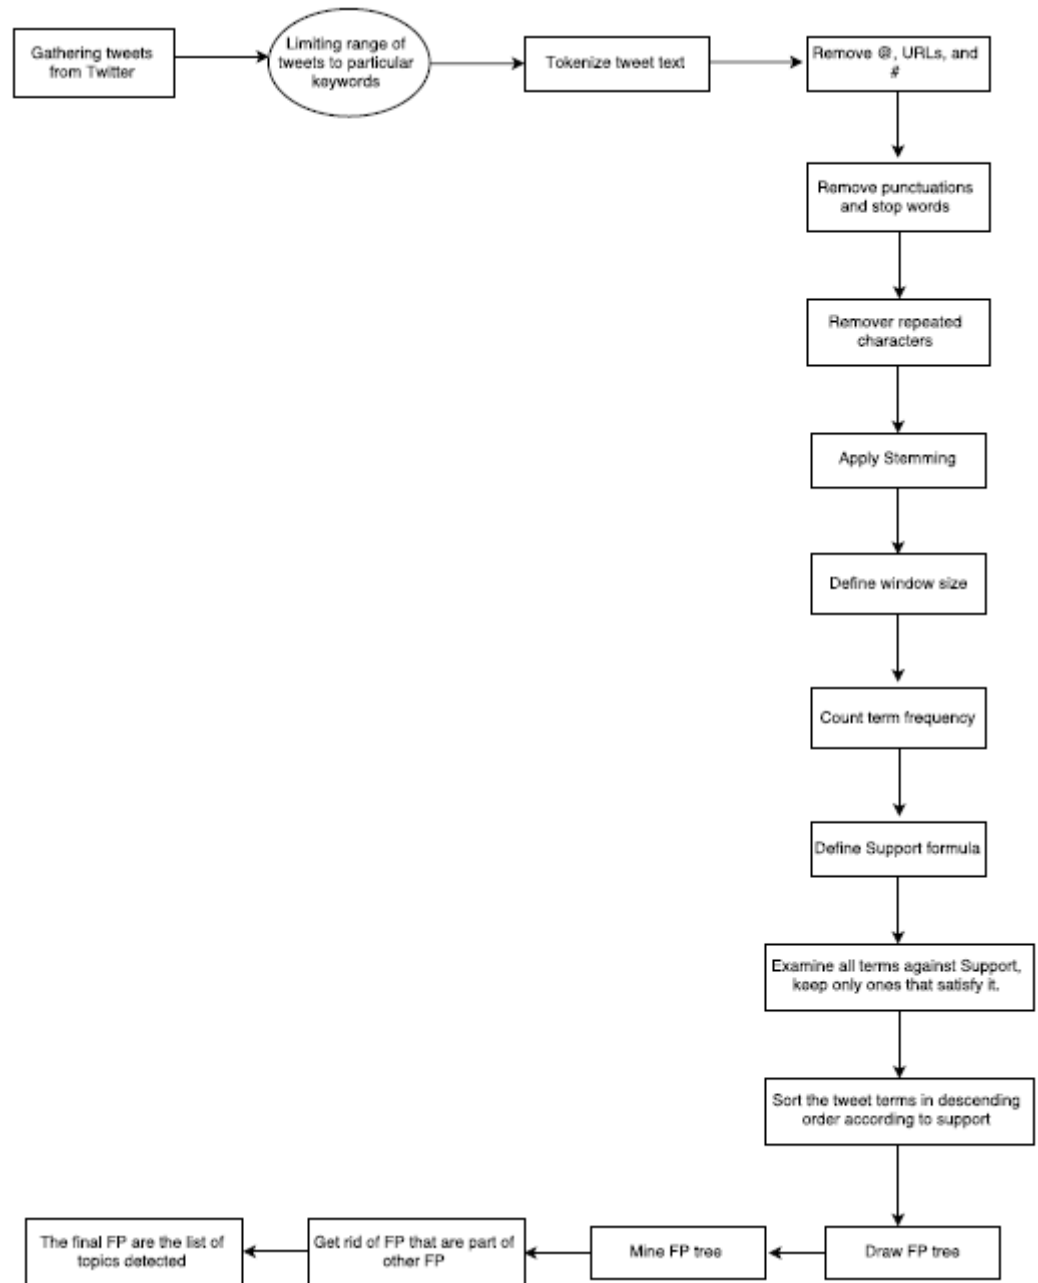 Gathering tweets
from Twitter
Limiting range of
tweets to particular
keywords
Tokenize tweet text
Remove @, URLs, and
#
Remove punctuations
and stop words
Remover repeated
characters
Apply Stemming
Define window size
Count term frequency
Define Support formula
Examine all terms against Support,
keep only ones that satisfy it.
Sort the tweet terms in descending
order according to support
Draw FP tree
Mine FP tree
Get rid of FP that are part of
other FP
The final FP are the list of
topics detected